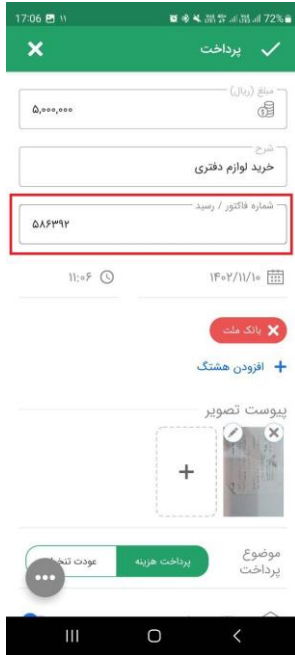 17:06
72%
پرداخت
مبلغ (ریال)
۵,۰۰۰,۰۰۰
شرح
خرید لوازم دفتری
شماره فاکتور / رسید
۵۸۶۳۹۲
۱۴۰۲/۱۱/۱۰
۱۱:۰۶
بانک ملت
+ افزودن هشتگ
پیوست تصویر
+
موضوع پرداخت
پرداخت هزینه
عودت